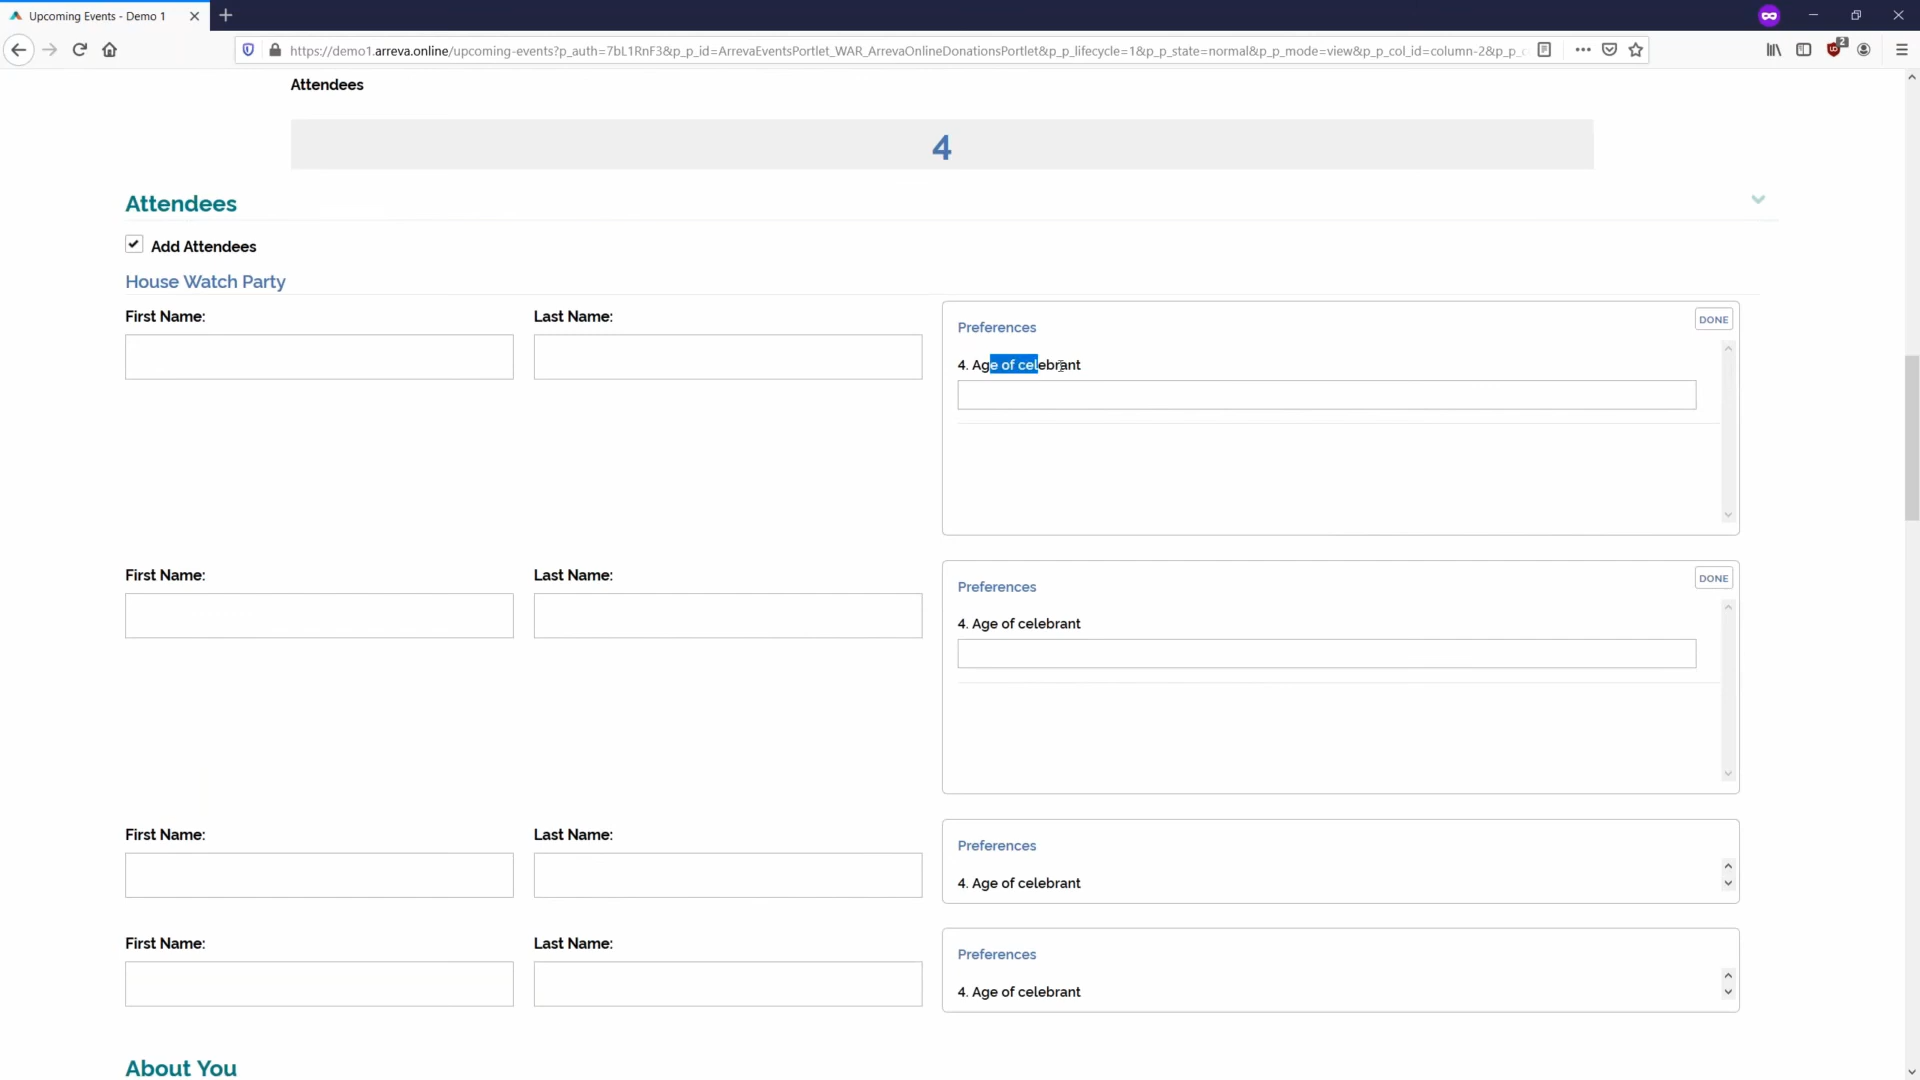 Upcoming Events - Demo 1
https://demo1.arreva.online/upcoming-events?p_auth=7bL1RnF3&p_p_id=ArrevaEventsPortlet_WAR_ArrevaOnlineDonationsPortlet&p_p_lifecycle=1&p_p_state=normal&p_p_mode=view&p_p_col_id=column-2&p_p_c
2
Attendees
4
Attendees
Add Attendees
House Watch Party
First Name:
Last Name:
Preferences
DONE
4. Age of celebrant
First Name:
Last Name:
Preferences
DONE
4. Age of celebrant
First Name:
Last Name:
Preferences
4. Age of celebrant
First Name:
Last Name:
Preferences
4. Age of celebrant
About You